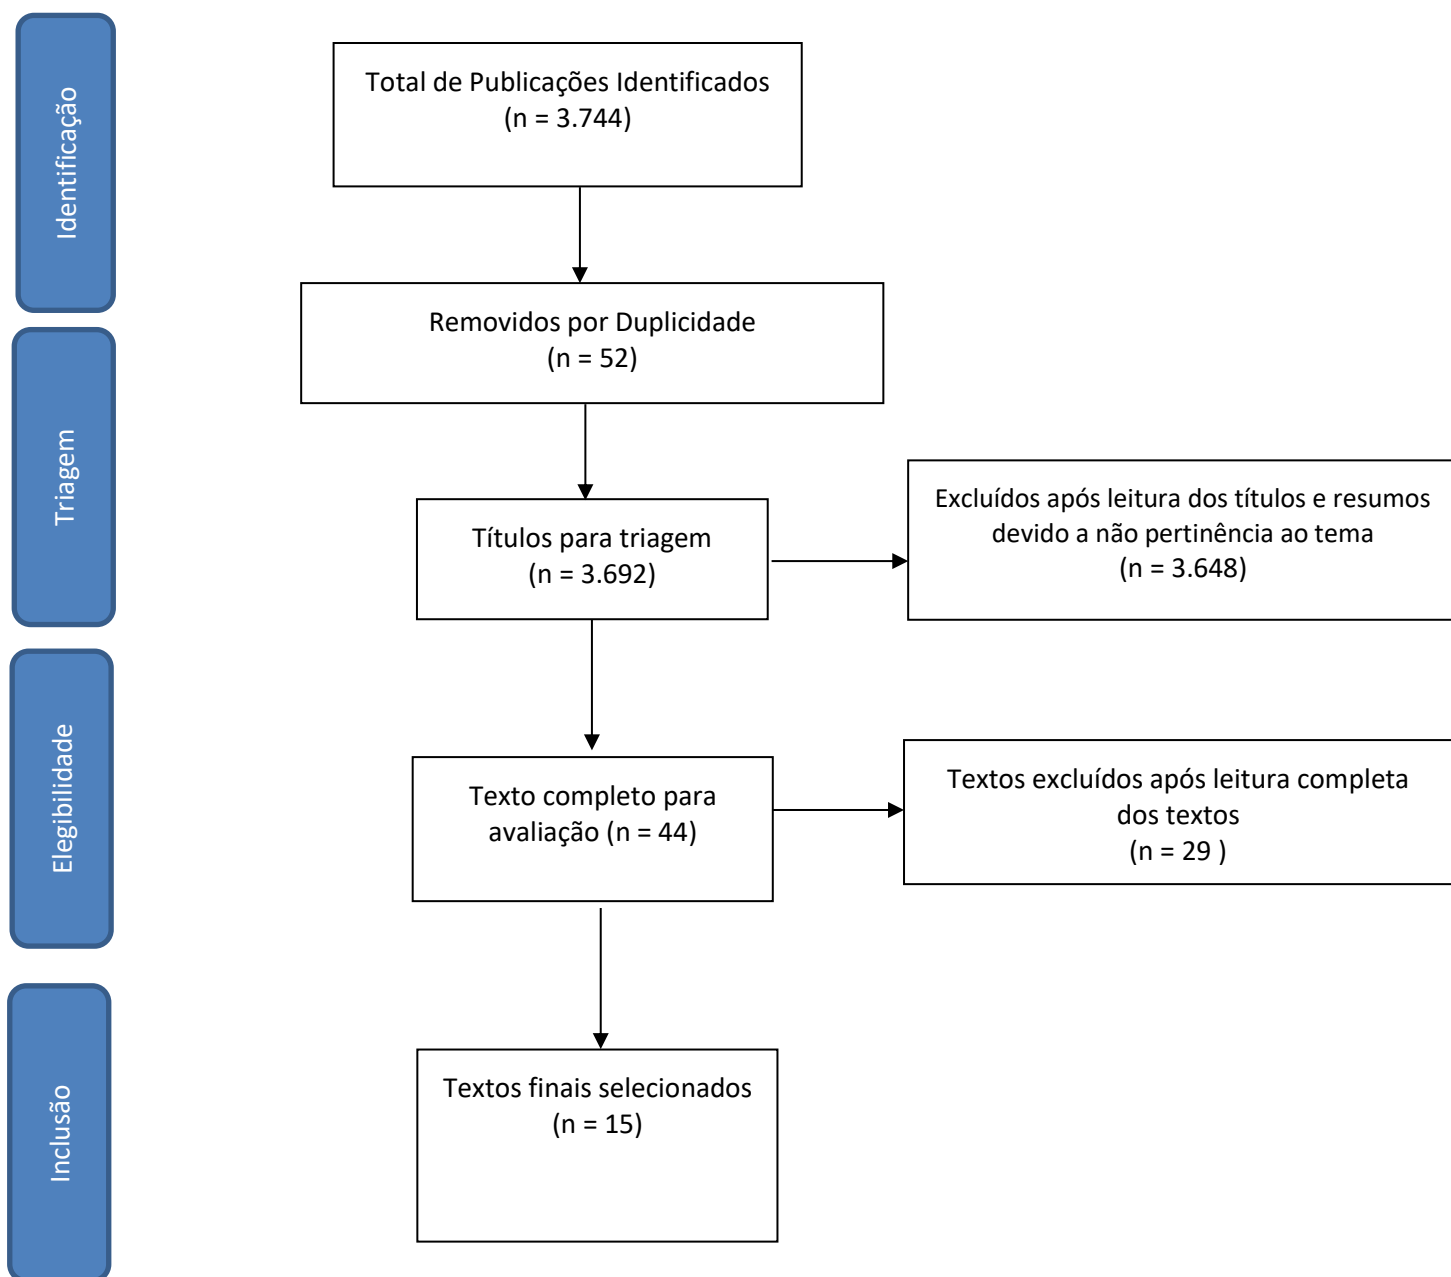 Identificação
Total de Publicações Identificados
(n = 3.744)
Removidos por Duplicidade
(n = 52)
Triagem
Títulos para triagem
(n = 3.692)
Excluídos após leitura dos títulos e resumos
devido a não pertinência ao tema
(n = 3.648)
Elegibilidade
Texto completo para
avaliação (n = 44)
Textos excluídos após leitura completa
dos textos
(n = 29 )
Inclusão
Textos finais selecionados
(n = 15)